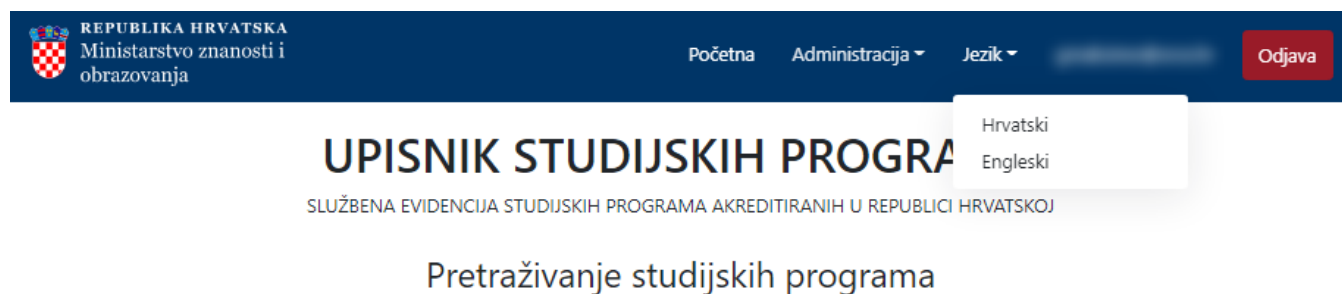 REPUBLIKA HRVATSKA
Ministarstvo znanosti i
obrazovanja
Početna Administracija Jezik Odjava
Hrvatski
Engleski
UPISNIK STUDIJSKIH PROGRA
SLUŽBENA EVIDENCIJA STUDIJSKIH PROGRAMA AKREDITIRANIH U REPUBLICI HRVATSKOJ
Pretraživanje studijskih programa